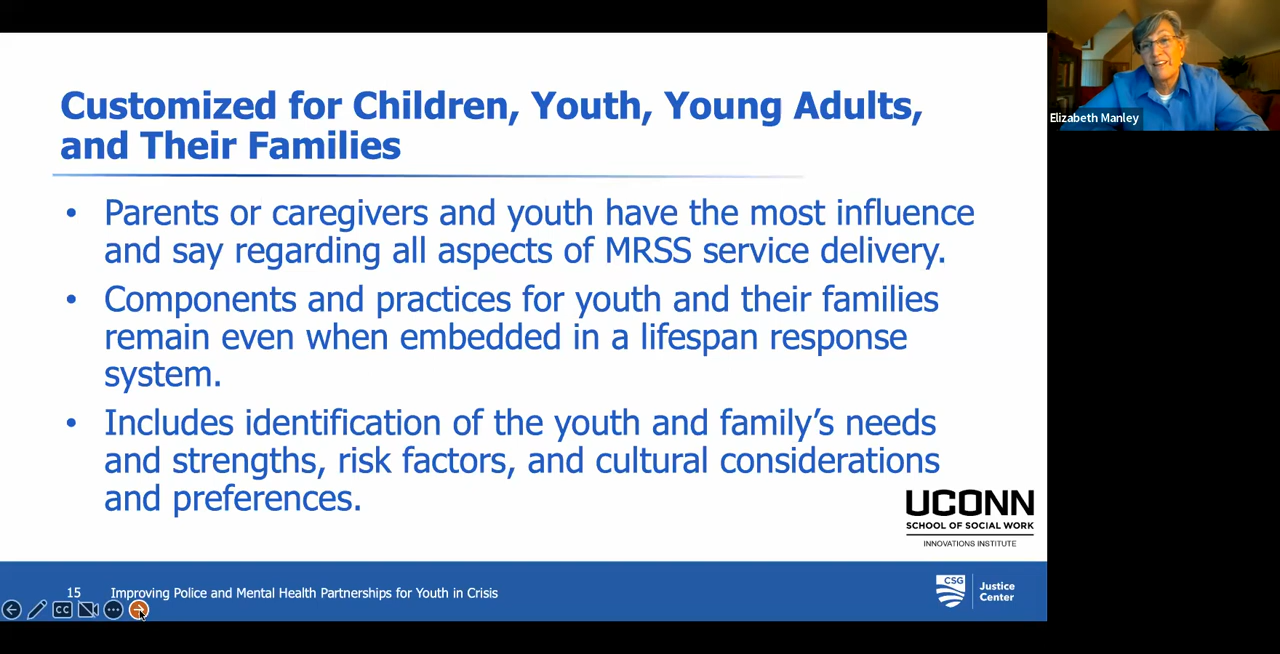 Customized for Children, Youth, Young Adults,
and Their Families
• Parents or caregivers and youth have the most influence
and say regarding all aspects of MRSS service delivery.
• Components and practices for youth and their families
remain even when embedded in a lifespan response
system.
• Includes identification of the youth and family’s needs
and strengths, risk factors, and cultural considerations
and preferences.
UCONN
SCHOOL OF SOCIAL WORK
INNOVATIONS INSTITUTE
15 Improving Police and Mental Health Partnerships for Youth in Crisis
CSG
Justice
Center
CC
Elizabeth Manley